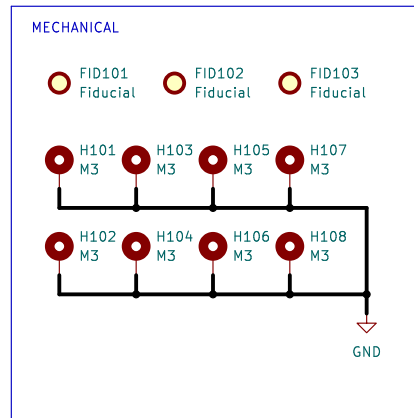 MECHANICAL
FID101
Fiducial
FID102
Fiducial
FID103
Fiducial
H101
M3
H103
M3
H105
M3
H107
M3
H102
M3
H104
M3
H106
M3
H108
M3
GND